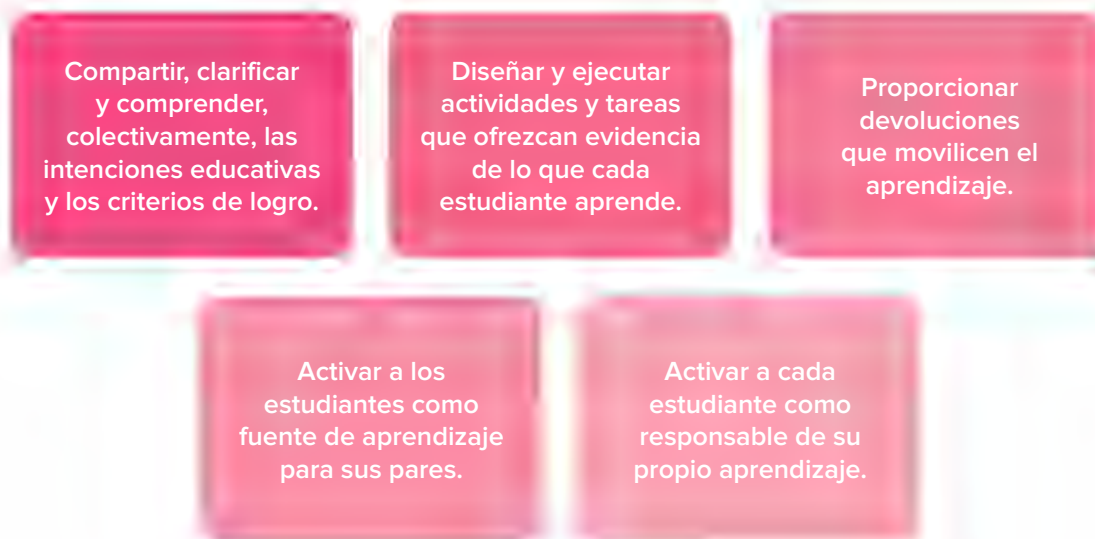 Compartir, clarificar
y comprender,
colectivamente, las
intenciones educativas
y los criterios de logro.
Diseñar y ejecutar
actividades y tareas
que ofrezcan evidencia
de lo que cada
estudiante aprende.
Proporcionar
devoluciones
que movilicen el
aprendizaje.
Activar a los
estudiantes como
fuente de aprendizaje
para sus pares.
Activar a cada
estudiante como
responsable de su
propio aprendizaje.